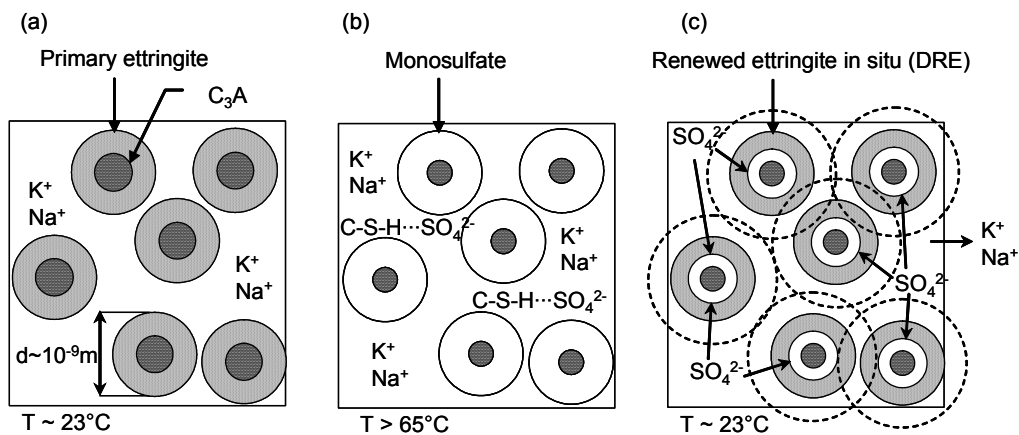 (a)
Primary ettringite
C₃A
K⁺
Na⁺
K⁺
Na⁺
d~10⁻⁹m
T ~ 23°C
(b)
Monosulfate
K⁺
Na⁺
C-S-H···SO₄²⁻
K⁺
Na⁺
C-S-H···SO₄²⁻
K⁺
Na⁺
T > 65°C
(c)
Renewed ettringite in situ (DRE)
SO₄²⁻
K⁺
Na⁺
SO₄²⁻
SO₄²⁻
T ~ 23°C